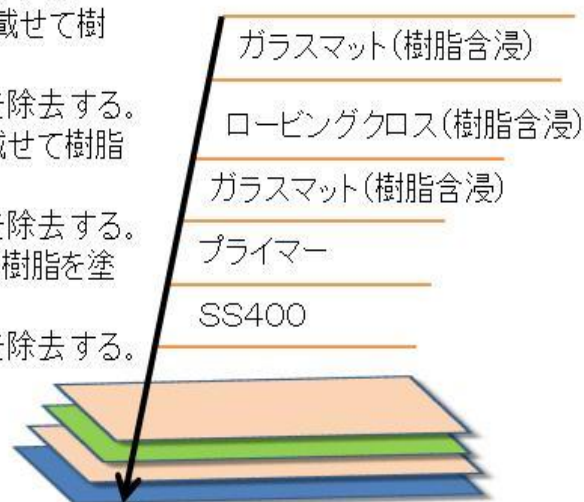 載せて樹
を除去する。
載せて樹脂
を除去する。
樹脂を塗
を除去する。
ガラスマット(樹脂含浸)
ロービングクロス(樹脂含浸)
ガラスマット(樹脂含浸)
プライマー
SS400